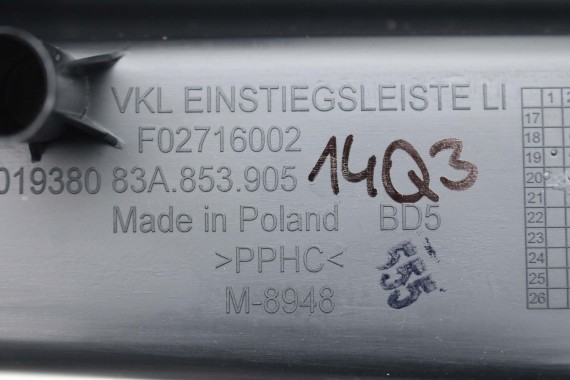 VKL EINSTIEGSLEISTE LI
F02716002
019380 83A.853.905 14Q3
Made in Poland BD5
>PPHC< 555
M-8948
1 2
17
18
19
20
21
22
23
24
25
26